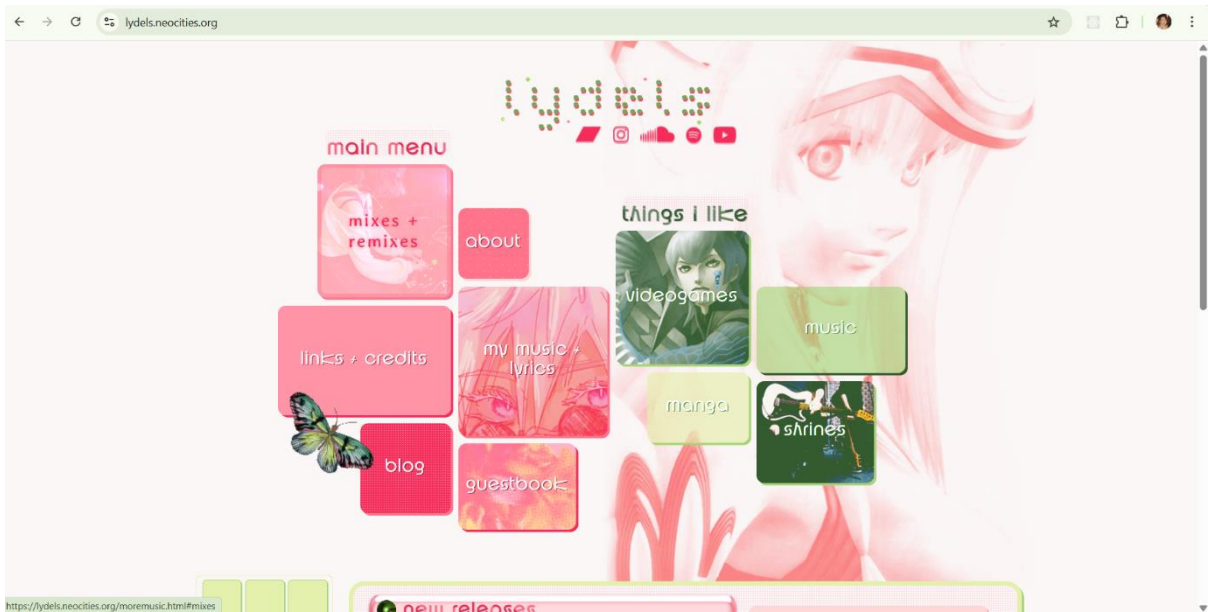 lydels.neocities.org
lydels
main menu
mixes +
remixes
about
links + credits
my music +
lyrics
blog
guestbook
things i like
videogames
music
manga
shrines
new releases
https://lydels.neocities.org/moremusic.html#mixes